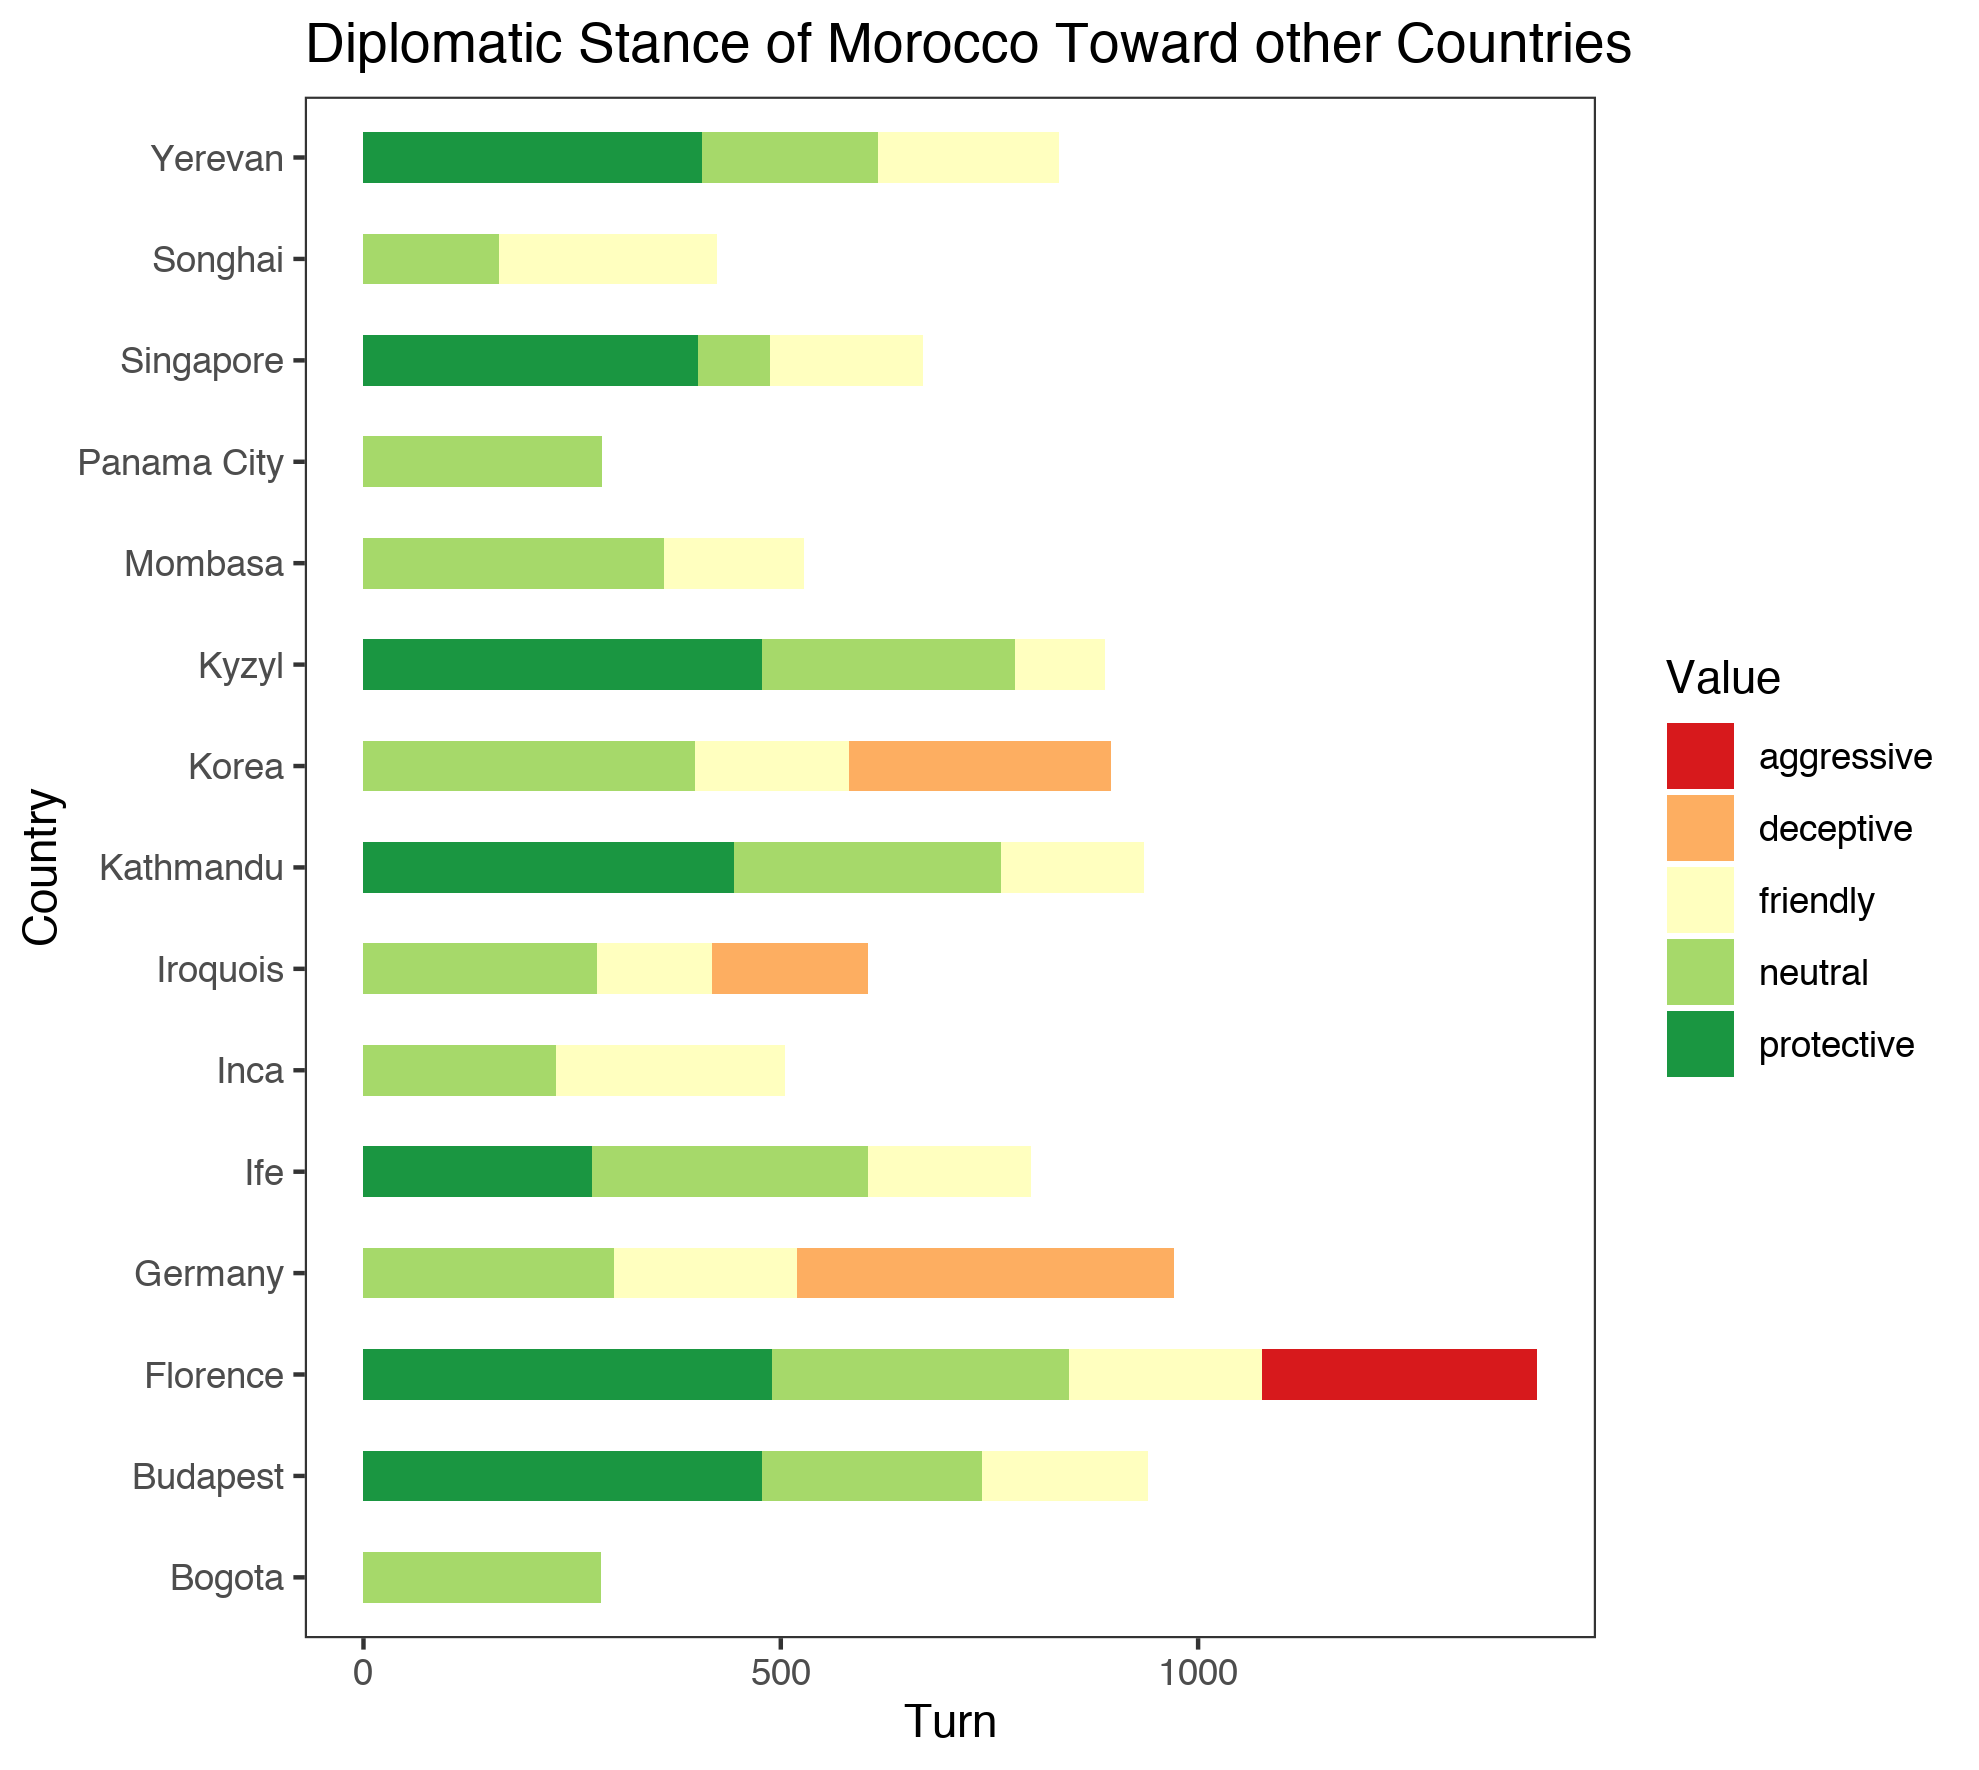 Diplomatic Stance of Morocco Toward other Countries
Yerevan
Songhai
Singapore
Panama City
Mombasa
Kyzyl
Korea
Kathmandu
Iroquois
Inca
Ife
Germany
Florence
Budapest
Bogota
Country
0 500 1000
Turn
Value
aggressive
deceptive
friendly
neutral
protective